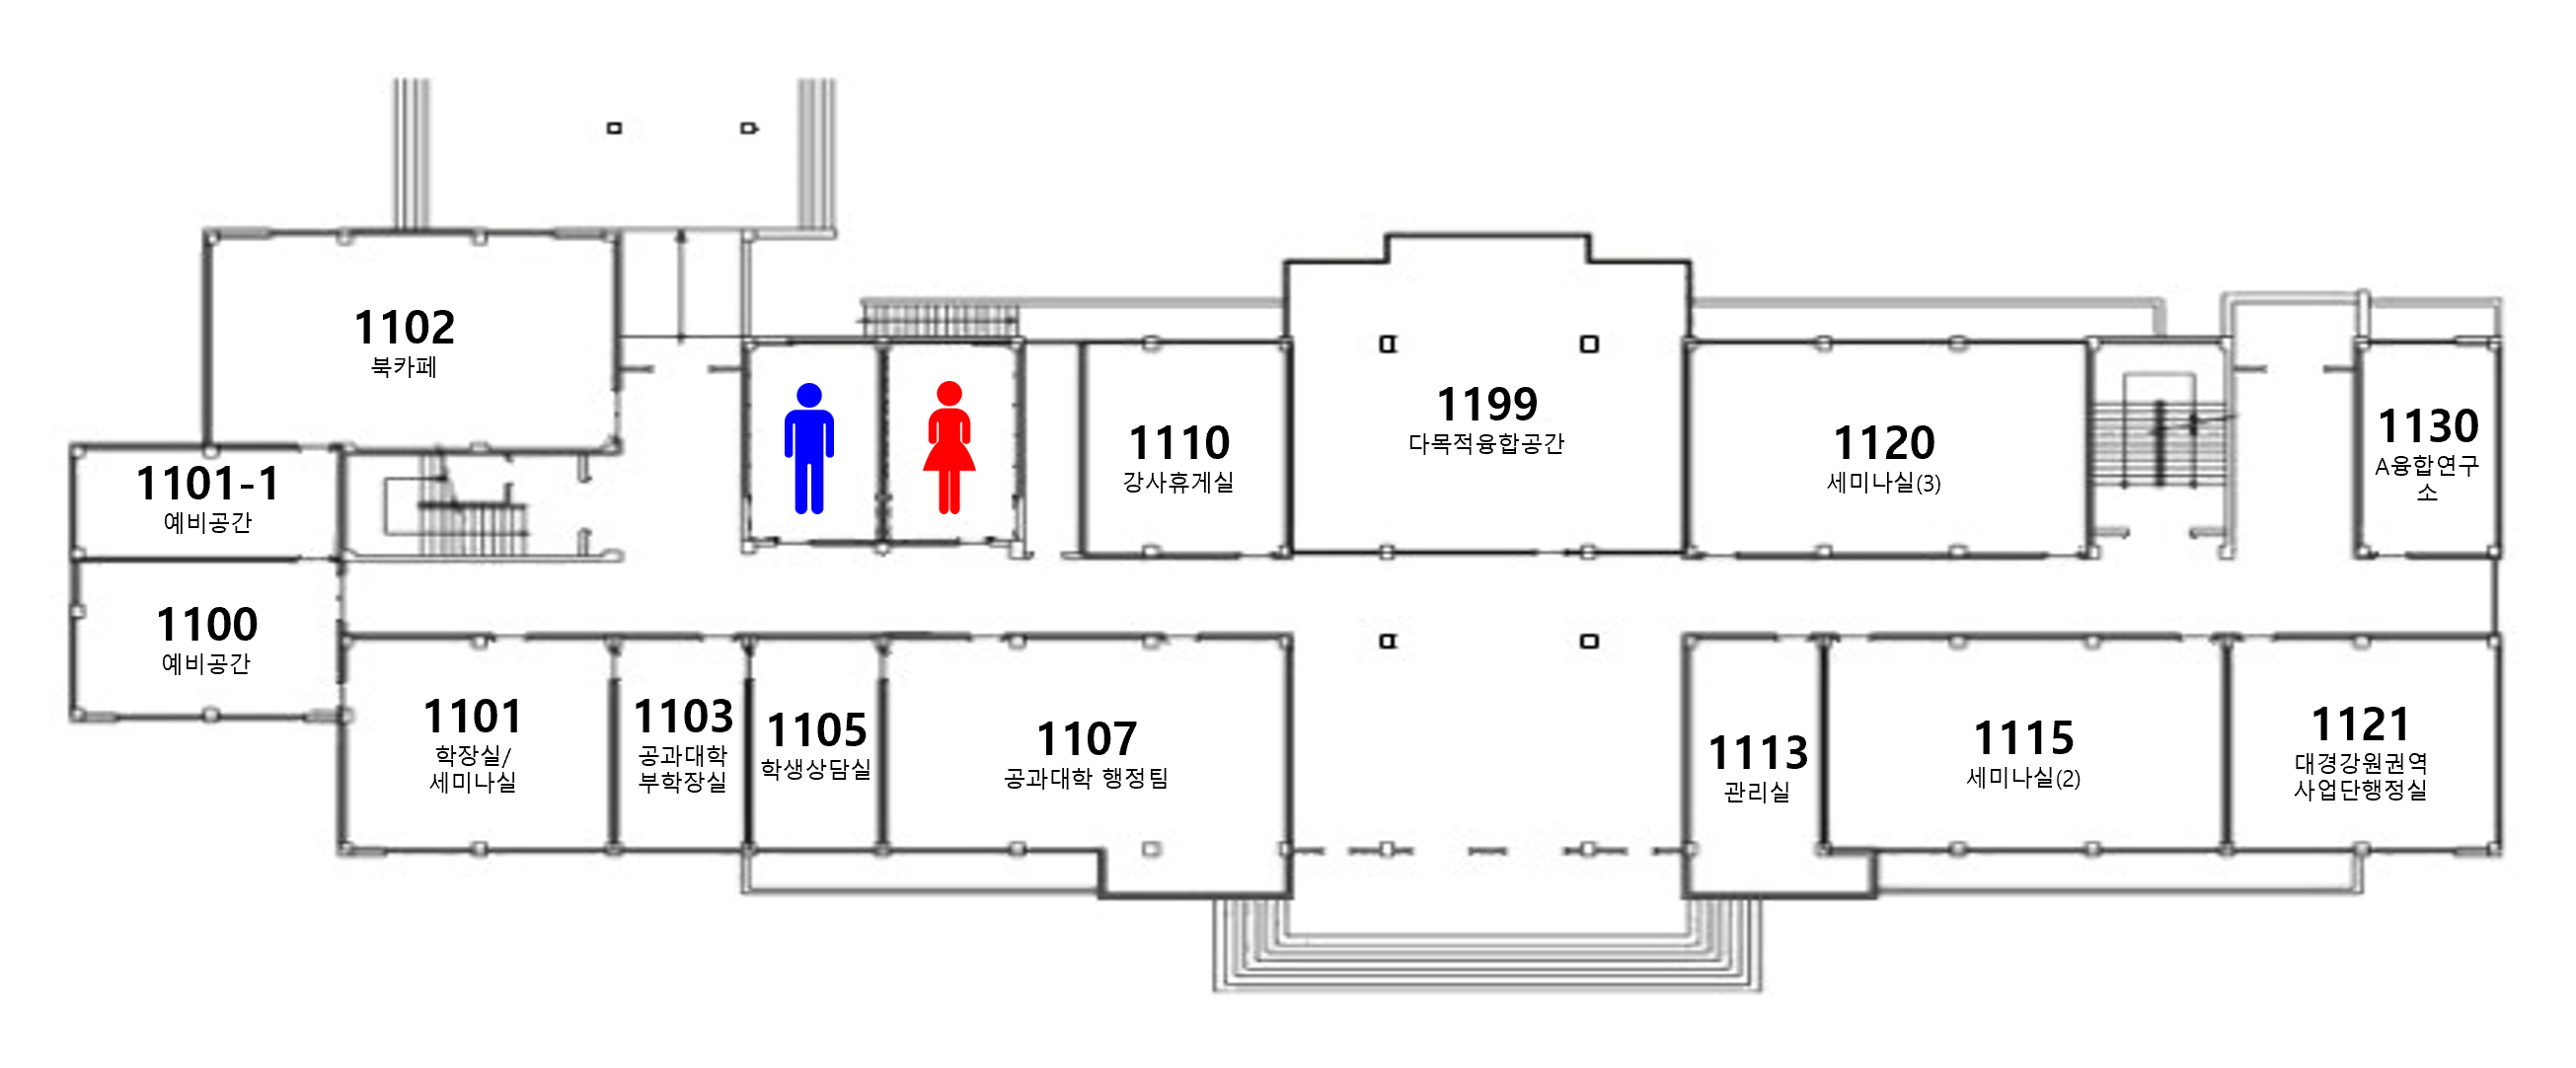 1102
북카페
1101-1
예비공간
1100
예비공간
1110
강사휴게실
1199
다목적융합공간
1120
세미나실(3)
1130
A융합연구
소
1101
학장실/
세미나실
1103
공과대학
부학장실
1105
학생상담실
1107
공과대학 행정팀
1113
관리실
1115
세미나실(2)
1121
대경강원권역
사업단행정실